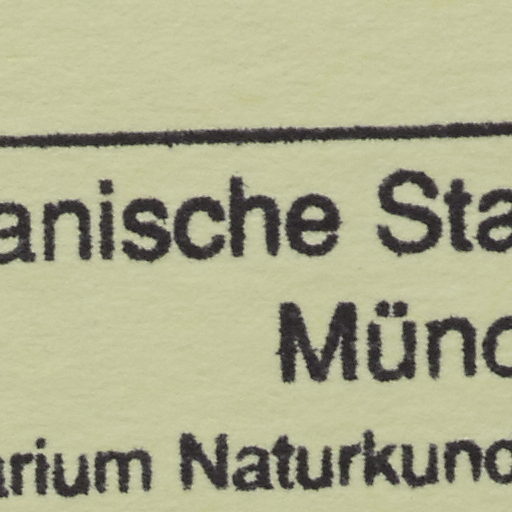 anische Sta
Münc
arium Naturkund